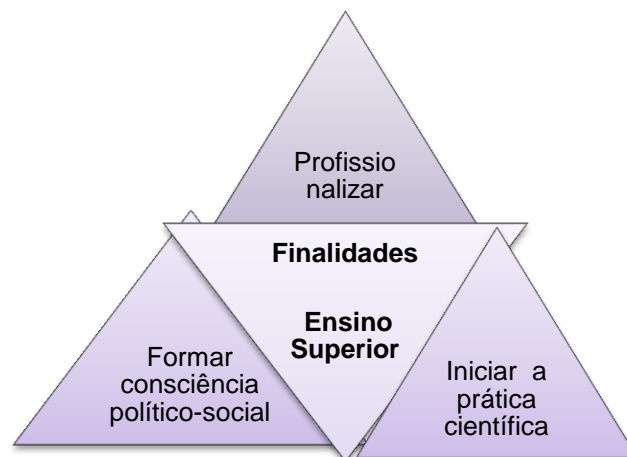 Profissio
nalizar
Finalidades
Ensino
Superior
Formar
consciência
político-social
Iniciar a
prática
científica